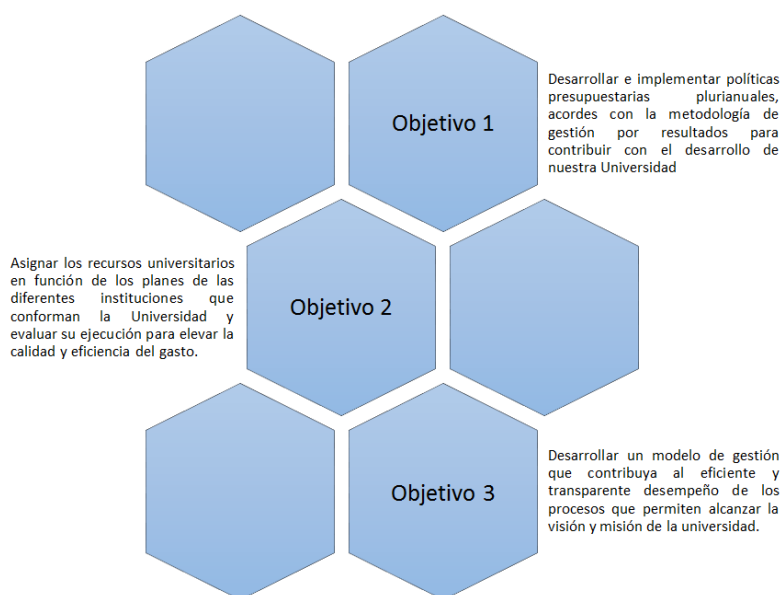 Objetivo 1
Desarrollar e implementar políticas
presupuestarias plurianuales,
acordes con la metodología de
gestión por resultados para
contribuir con el desarrollo de
nuestra Universidad
Asignar los recursos universitarios
en función de los planes de las
diferentes instituciones que
conforman la Universidad y
evaluar su ejecución para elevar la
calidad y eficiencia del gasto.
Objetivo 2
Objetivo 3
Desarrollar un modelo de gestión
que contribuya al eficiente y
transparente desempeño de los
procesos que permiten alcanzar la
visión y misión de la universidad.